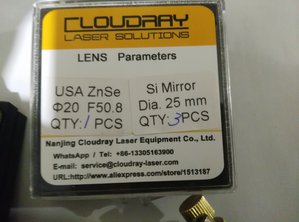 CLOUDRAY
LASER SOLUTIONS
LENS Parameters
USA ZnSe
Φ20 F50.8
QTY:1 PCS
Si Mirror
Dia. 25 mm
QTY:3 PCS
Nanjing Cloudray Laser Equipment Co., Ltd.
WhatsApp / Tel: +86-13305163900
E-mail: service@cloudray-laser.com
URL:http://www.aliexpress.com/store/1513187